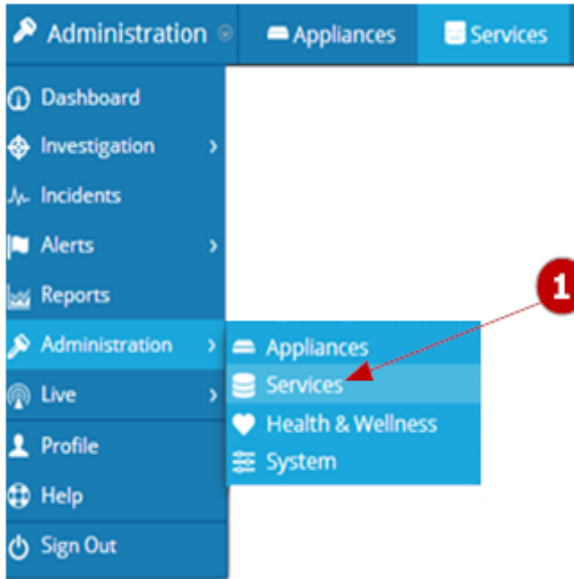 Administration Appliances Services
Dashboard
Investigation
Incidents
Alerts
Reports
Administration
Live
Profile
Help
Sign Out
Appliances
Services
Health & Wellness
System
1